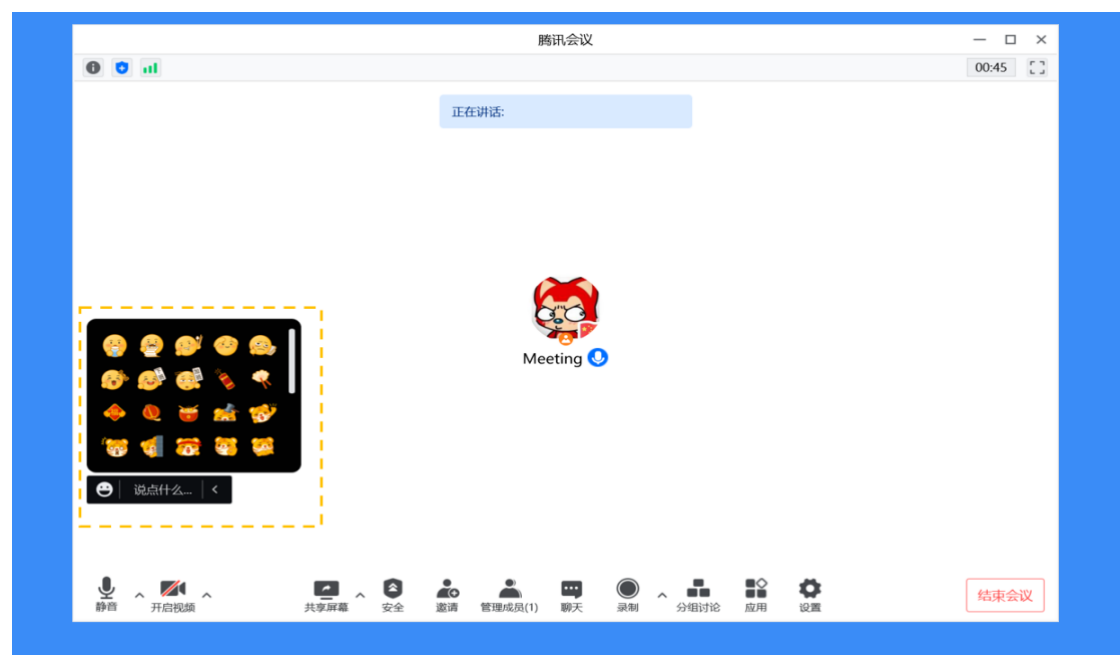 腾讯会议
00:45
正在讲话:
Meeting
说点什么...
静音 开启视频 共享屏幕 安全 邀请 管理成员(1) 聊天 录制 分组讨论 应用 设置 结束会议